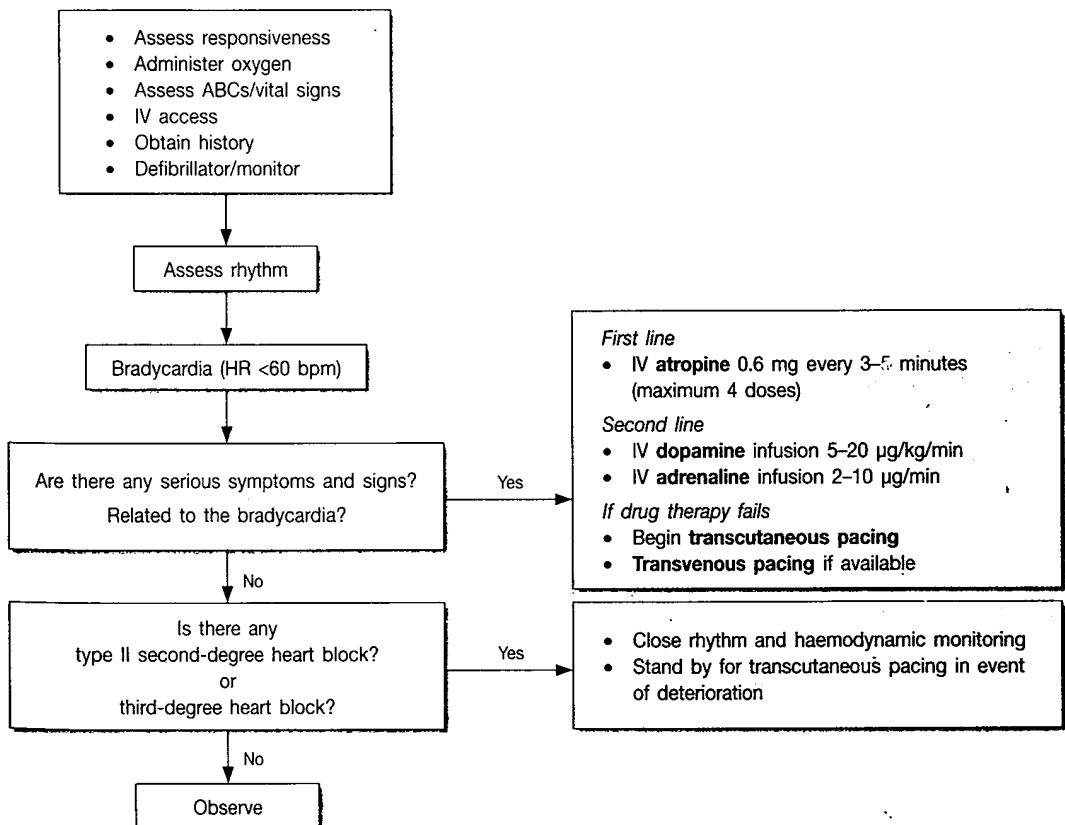 • Assess responsiveness
• Administer oxygen
• Assess ABCs/vital signs
• IV access
• Obtain history
• Defibrillator/monitor
Assess rhythm
Bradycardia (HR <60 bpm)
Are there any serious symptoms and signs?
Related to the bradycardia?
Yes
First line
• IV atropine 0.6 mg every 3–5 minutes
(maximum 4 doses)
Second line
• IV dopamine infusion 5–20 µg/kg/min
• IV adrenaline infusion 2–10 µg/min
If drug therapy fails
• Begin transcutaneous pacing
• Transvenous pacing if available
No
Is there any
type II second-degree heart block?
or
third-degree heart block?
Yes
• Close rhythm and haemodynamic monitoring
• Stand by for transcutaneous pacing in event
of deterioration
No
Observe